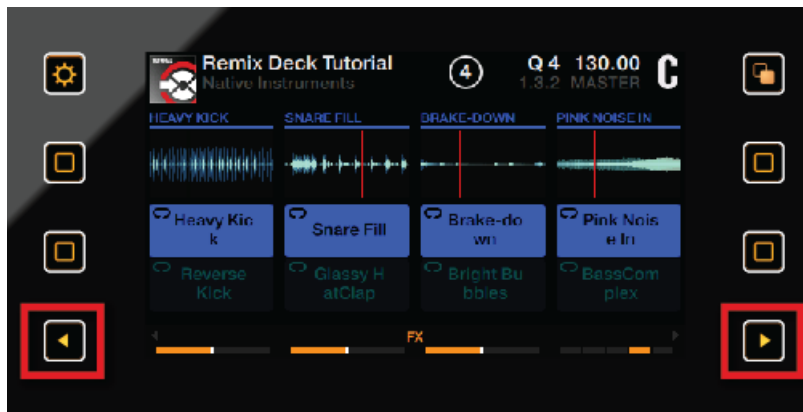 Remix Deck Tutorial
Native Instruments
4
Q 4 130.00
1.3.2 MASTER
C
HEAVY KICK SNARE FILL BRAKE-DOWN PINK NOISE IN
Heavy Kic
k
Snare Fill
Brake-do
wn
Pink Nois
e In
Reverse
Kick
Glassy H
atClap
Bright Bu
bbles
BassCom
plex
FX